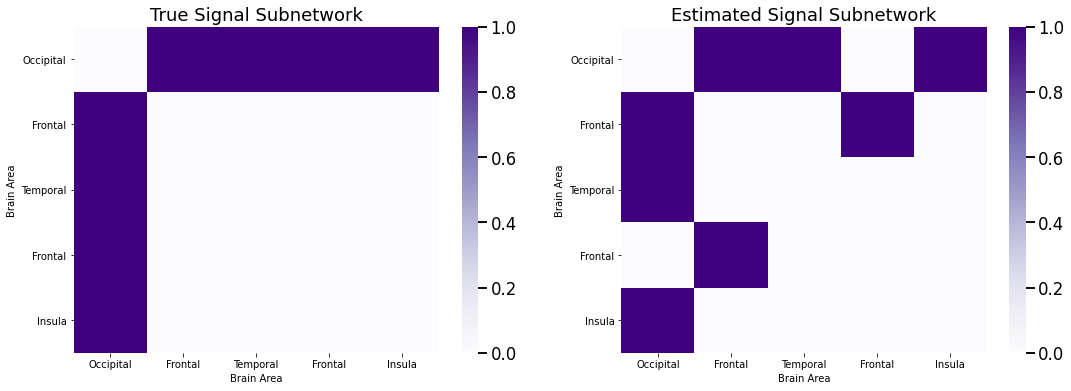 True Signal Subnetwork
Brain Area
Occipital
Frontal
Temporal
Frontal
Insula
Occipital Frontal Temporal Frontal Insula
Brain Area
1.0
0.8
0.6
0.4
0.2
0.0
Estimated Signal Subnetwork
Brain Area
Occipital
Frontal
Temporal
Frontal
Insula
Occipital Frontal Temporal Frontal Insula
Brain Area
1.0
0.8
0.6
0.4
0.2
0.0